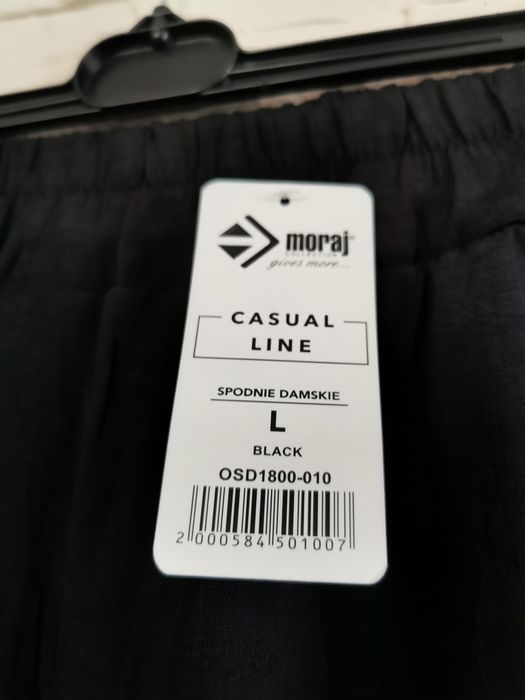 moraj
COLLECTION
gives more...
CASUAL
LINE
SPODNIE DAMSKIE
L
BLACK
OSD1800-010
2 000584 501007